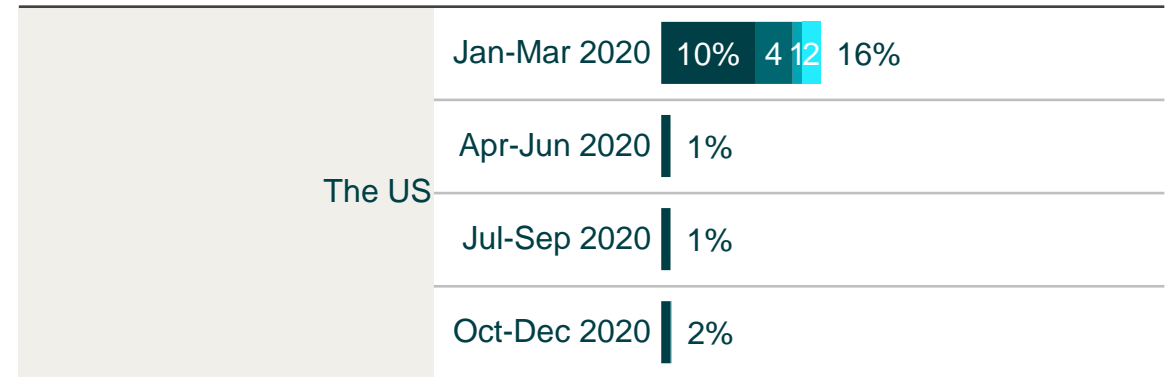 Jan-Mar 2020 10% 4 1 2 16%
Apr-Jun 2020 1%
The US
Jul-Sep 2020 1%
Oct-Dec 2020 2%